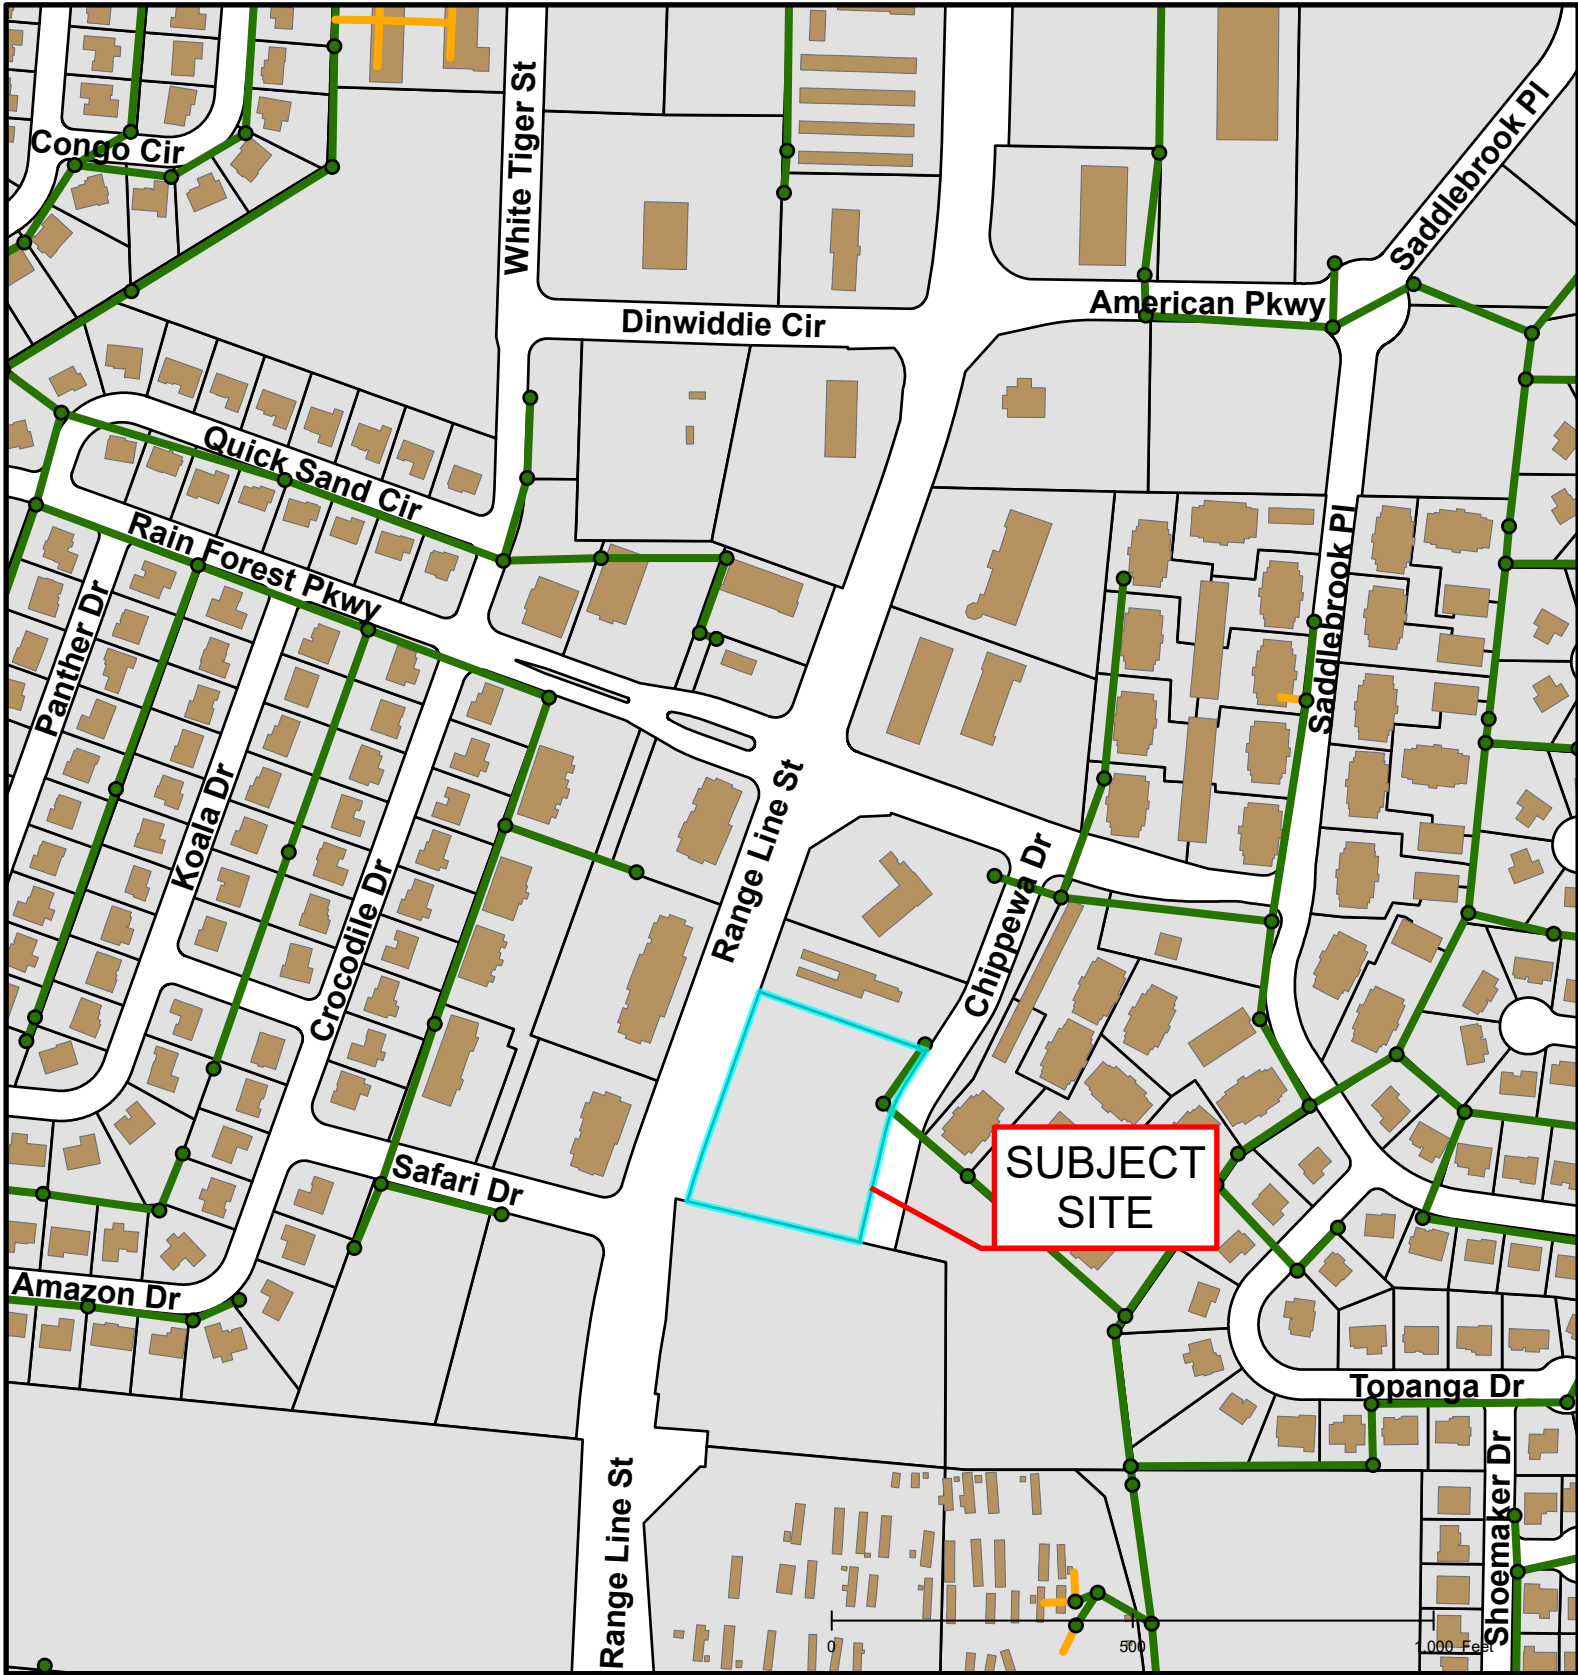 Congo Cir
White Tiger St
Saddlebrook Pl
American Pkwy
Dinwiddie Cir
Quick Sand Cir
Rain Forest Pkwy
Panther Dr
Saddlebrook Pl
Koala Dr
Range Line St
Chippewa Dr
Crocodile Dr
SUBJECT
SITE
Safari Dr
Amazon Dr
Topanga Dr
Range Line St
Shoemaker Dr
0 500 1,000 Feet